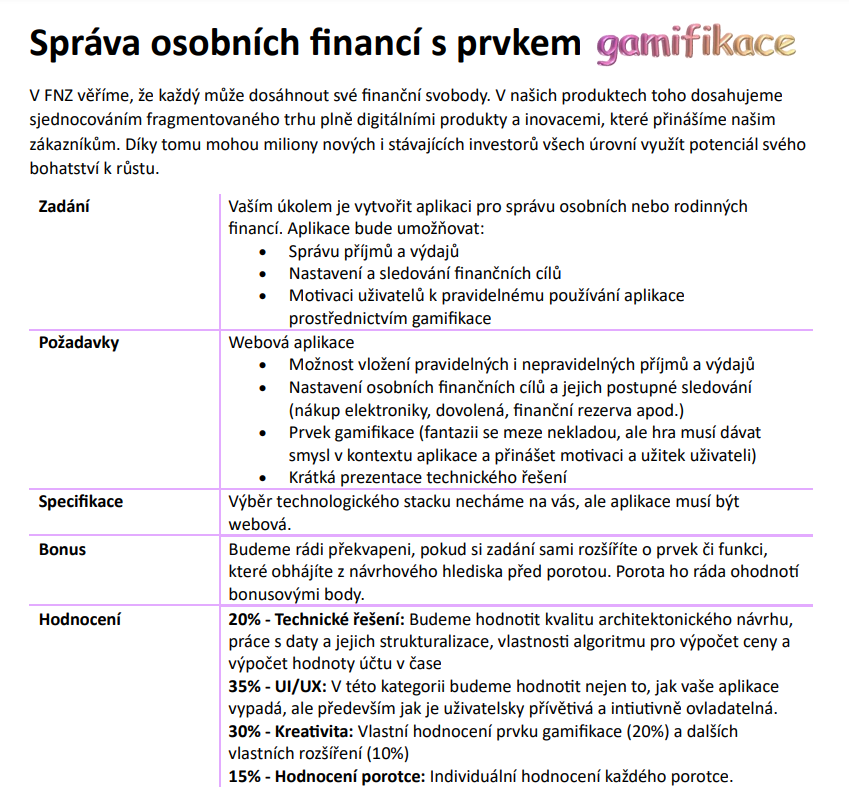 Správa osobních financí s prvkem gamifikace
V FNZ věříme, že každý může dosáhnout své finanční svobody. V našich produktech toho dosahujeme
sjednocováním fragmentovaného trhu plně digitálními produkty a inovacemi, které přinášíme našim
zákazníkům. Díky tomu mohou miliony nových i stávajících investorů všech úrovní využít potenciál svého
bohatství k růstu.
Zadání
Vaším úkolem je vytvořit aplikaci pro správu osobních nebo rodinných
financí. Aplikace bude umožňovat:
• Správu příjmů a výdajů
• Nastavení a sledování finančních cílů
• Motivaci uživatelů k pravidelnému používání aplikace
prostřednictvím gamifikace
Požadavky
Webová aplikace
• Možnost vložení pravidelných i nepravidelných příjmů a výdajů
• Nastavení osobních finančních cílů a jejich postupné sledování
(nákup elektroniky, dovolená, finanční rezerva apod.)
• Prvek gamifikace (fantazii se meze nekladou, ale hra musí dávat
smysl v kontextu aplikace a přinášet motivaci a užitek uživateli)
• Krátká prezentace technického řešení
Specifikace
Výběr technologického stacku necháme na vás, ale aplikace musí být
webová.
Bonus
Budeme rádi překvapeni, pokud si zadání sami rozšíříte o prvek či funkci,
které obhájíte z návrhového hlediska před porotou. Porota ho ráda ohodnotí
bonusovými body.
Hodnocení
20% - Technické řešení: Budeme hodnotit kvalitu architektonického návrhu,
práce s daty a jejich strukturalizace, vlastnosti algoritmu pro výpočet ceny a
výpočet hodnoty účtu v čase
35% - UI/UX: V této kategorii budeme hodnotit nejen to, jak vaše aplikace
vypadá, ale především jak je uživatelsky přívětivá a intiutivně ovladatelná.
30% - Kreativita: Vlastní hodnocení prvku gamifikace (20%) a dalších
vlastních rozšíření (10%)
15% - Hodnocení porotce: Individuální hodnocení každého porotce.